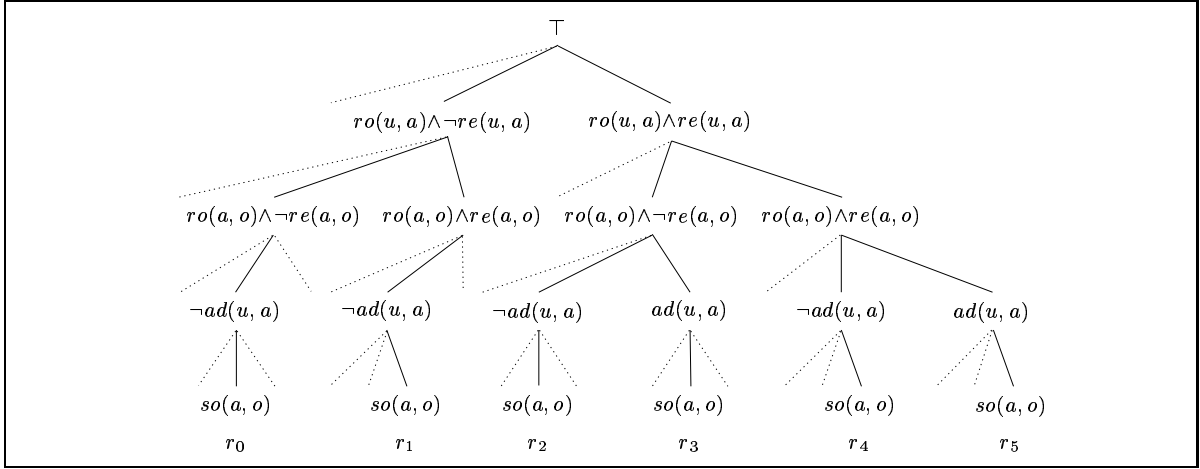 ⊤
ro(u, a)∧¬re(u, a) ro(u, a)∧re(u, a)
ro(a, o)∧¬re(a, o) ro(a, o)∧re(a, o) ro(a, o)∧¬re(a, o) ro(a, o)∧re(a, o)
¬ad(u, a) ¬ad(u, a) ¬ad(u, a) ad(u, a) ¬ad(u, a) ad(u, a)
so(a, o) so(a, o) so(a, o) so(a, o) so(a, o) so(a, o)
r₀ r₁ r₂ r₃ r₄ r₅